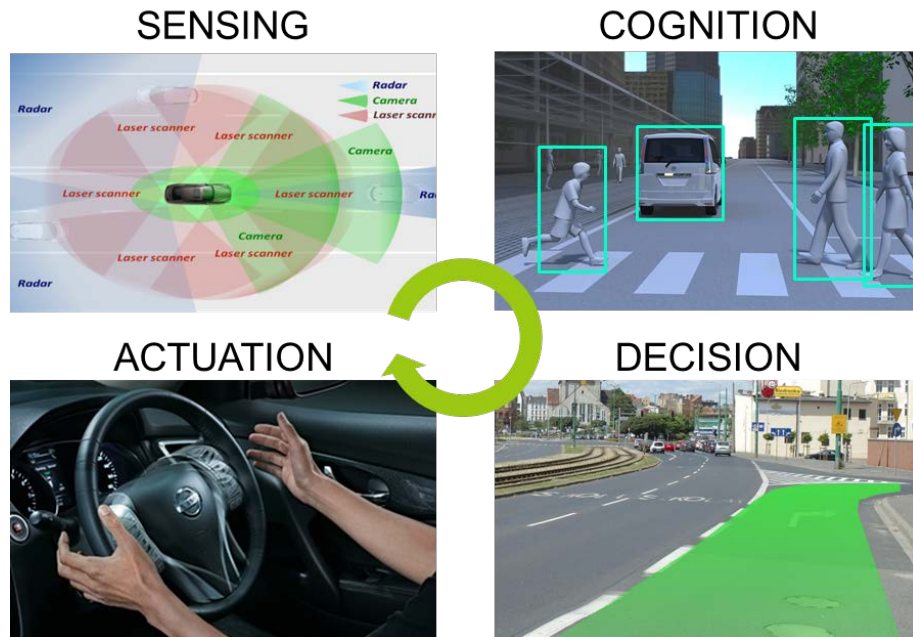 SENSING
COGNITION
Radar
Camera
Laser scann
Radar
Laser scanner
Laser scanner
Camera
Laser scanner
Laser scanner
Ra
Camera
Laser scanner
Laser scanner
Radar
ACTUATION
DECISION